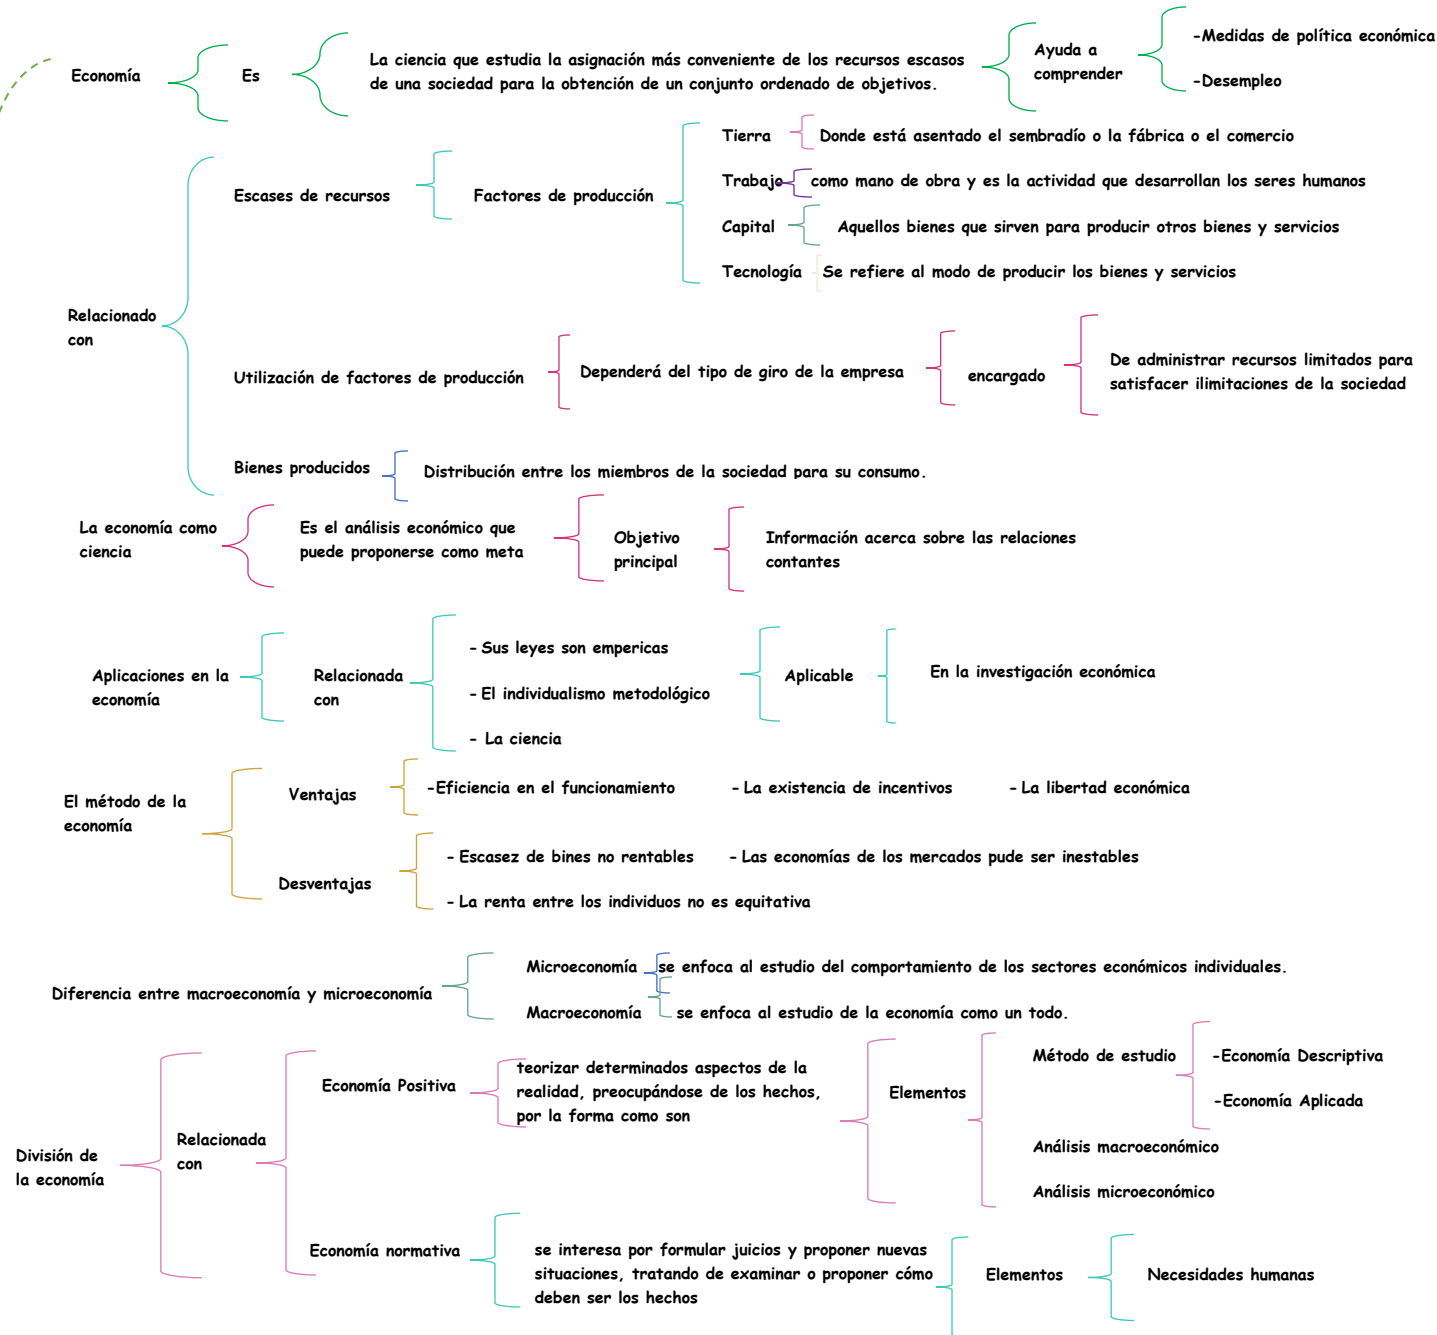 Economía
Es
La ciencia que estudia la asignación más conveniente de los recursos escasos
de una sociedad para la obtención de un conjunto ordenado de objetivos.
Ayuda a
comprender
-Medidas de política económica
-Desempleo
Relacionado
con
Escases de recursos
Factores de producción
Tierra
Donde está asentado el sembradío o la fábrica o el comercio
Trabajo
como mano de obra y es la actividad que desarrollan los seres humanos
Capital
Aquellos bienes que sirven para producir otros bienes y servicios
Tecnología
Se refiere al modo de producir los bienes y servicios
Utilización de factores de producción
Dependerá del tipo de giro de la empresa
encargado
De administrar recursos limitados para
satisfacer ilimitaciones de la sociedad
Bienes producidos
Distribución entre los miembros de la sociedad para su consumo.
La economía como
ciencia
Es el análisis económico que
puede proponerse como meta
Objetivo
principal
Información acerca sobre las relaciones
contantes
Aplicaciones en la
economía
Relacionada
con
- Sus leyes son empericas
- El individualismo metodológico
- La ciencia
Aplicable
En la investigación económica
El método de la
economía
Ventajas
-Eficiencia en el funcionamiento
- La existencia de incentivos
- La libertad económica
Desventajas
- Escasez de bines no rentables
- Las economías de los mercados pude ser inestables
- La renta entre los individuos no es equitativa
Diferencia entre macroeconomía y microeconomía
Microeconomía
se enfoca al estudio del comportamiento de los sectores económicos individuales.
Macroeconomía
se enfoca al estudio de la economía como un todo.
División de
la economía
Relacionada
con
Economía Positiva
teorizar determinados aspectos de la
realidad, preocupándose de los hechos,
por la forma como son
Elementos
Método de estudio
-Economía Descriptiva
-Economía Aplicada
Análisis macroeconómico
Análisis microeconómico
Economía normativa
se interesa por formular juicios y proponer nuevas
situaciones, tratando de examinar o proponer cómo
deben ser los hechos
Elementos
Necesidades humanas